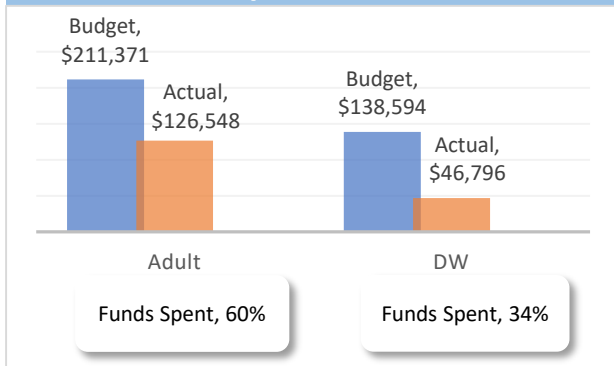 Budget,
$211,371
Actual,
$126,548
Budget,
$138,594
Actual,
$46,796
Adult
DW
Funds Spent, 60%
Funds Spent, 34%